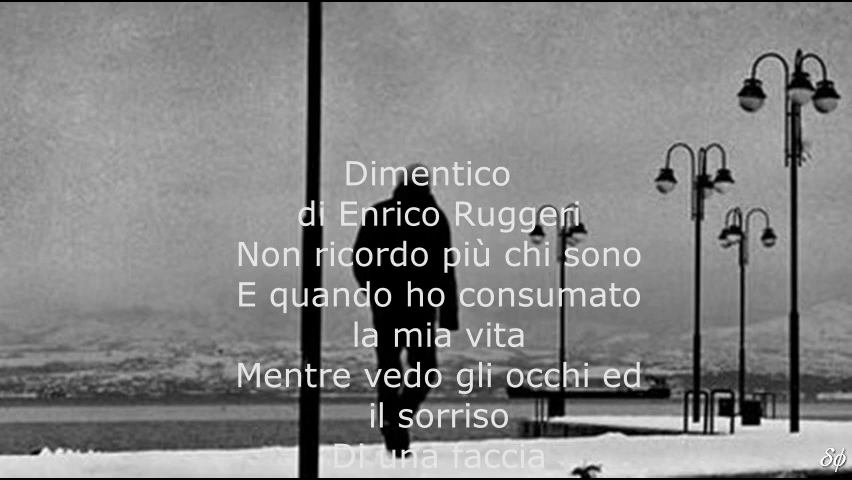 Dimentico
di Enrico Ruggeri
Non ricordo più chi sono
E quando ho consumato
la mia vita
Mentre vedo gli occhi ed
il sorriso
Di una faccia
δφ